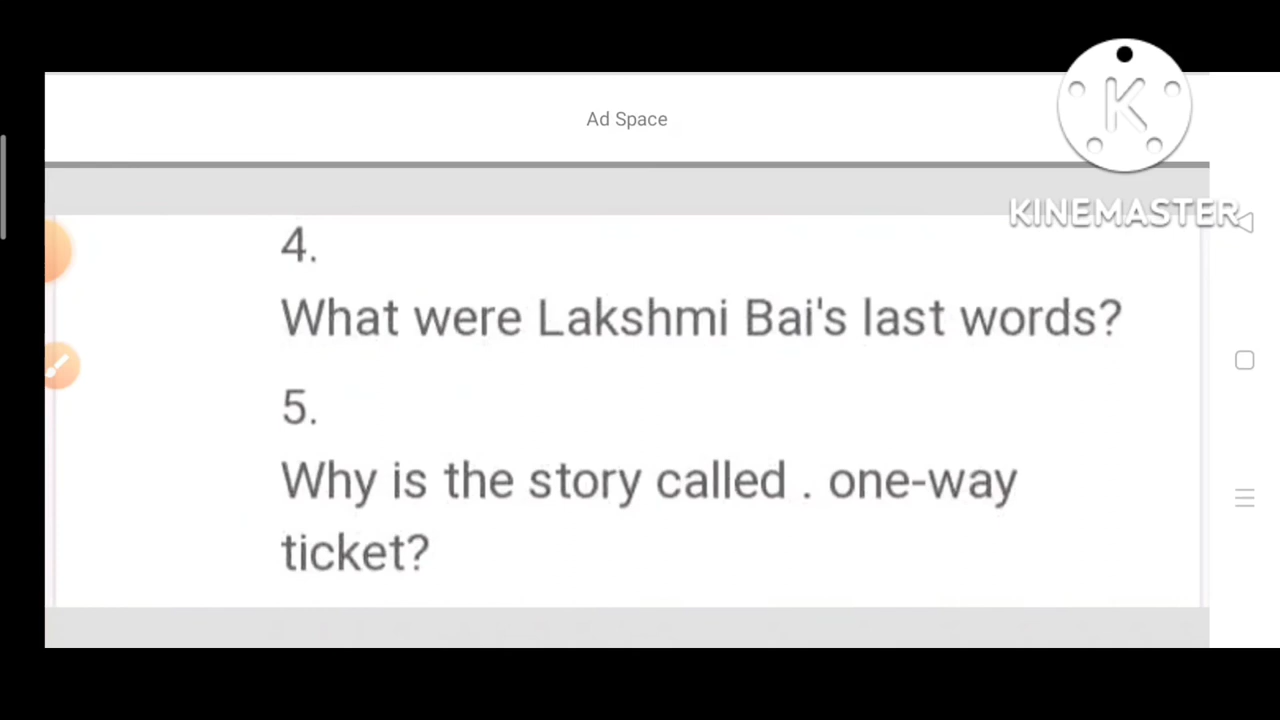 Ad Space
K
KINEMASTER
4.
What were Lakshmi Bai's last words?
5.
Why is the story called . one-way
ticket?